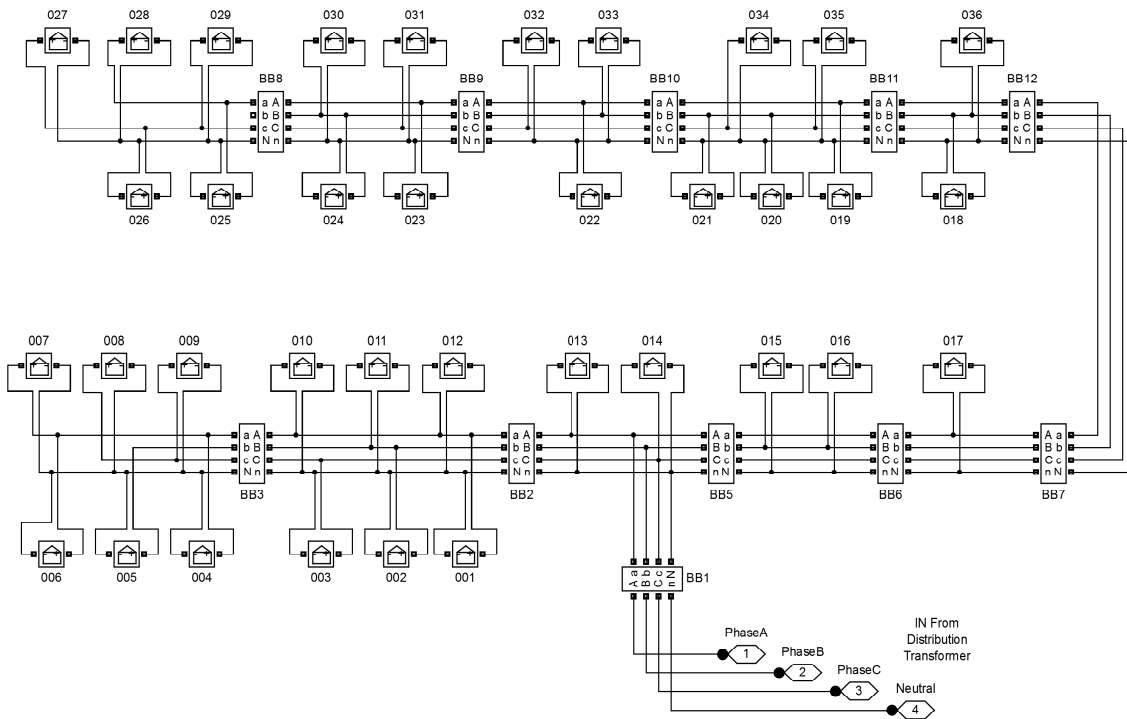 027 028 029 030 031 032 033 034 035 036
BB8 BB9 BB10 BB11 BB12
a A a A a A a A a A
b B b B b B b B b B
c C c C c C c C c C
N n N n N n N n N n
026 025 024 023 022 021 020 019 018
007 008 009 010 011 012 013 014 015 016 017
a A a A A a A a A a
b B b B B b B b B b
c C c C C c C c C c
N n N n n N n N n N
BB3 BB2 BB5 BB6 BB7
006 005 004 003 002 001
A a
B b
C c
n N
BB1
IN From
Distribution
Transformer
PhaseA
1
PhaseB
2
PhaseC
3
Neutral
4